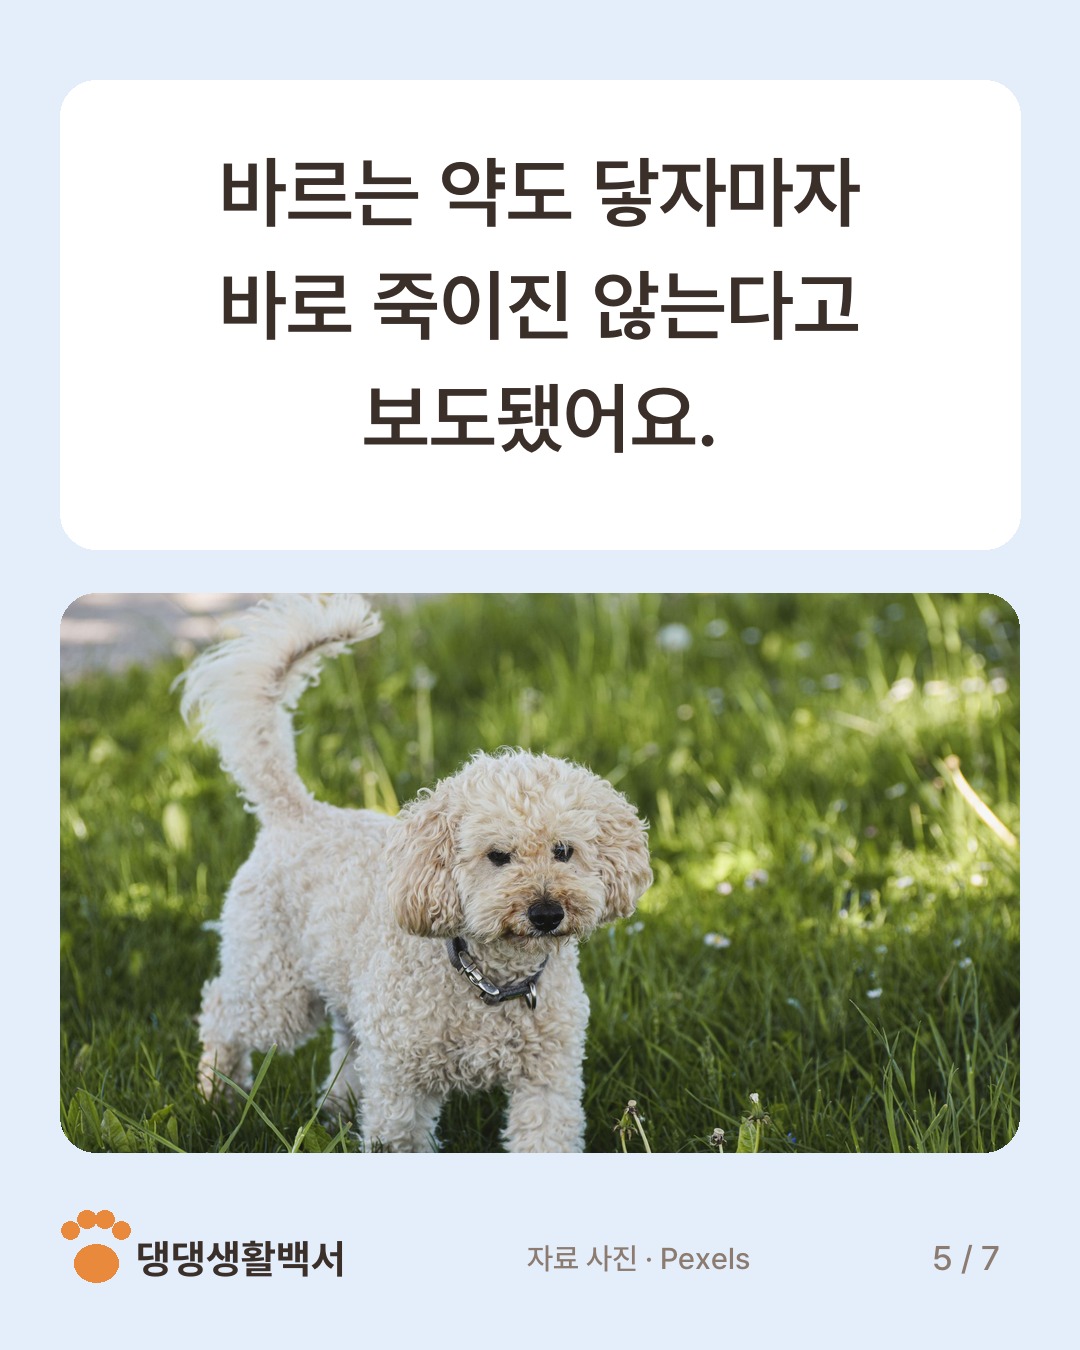 바르는 약도 닿자마자
바로 죽이진 않는다고
보도됐어요.
댕댕생활백서
자료 사진 · Pexels
5 / 7